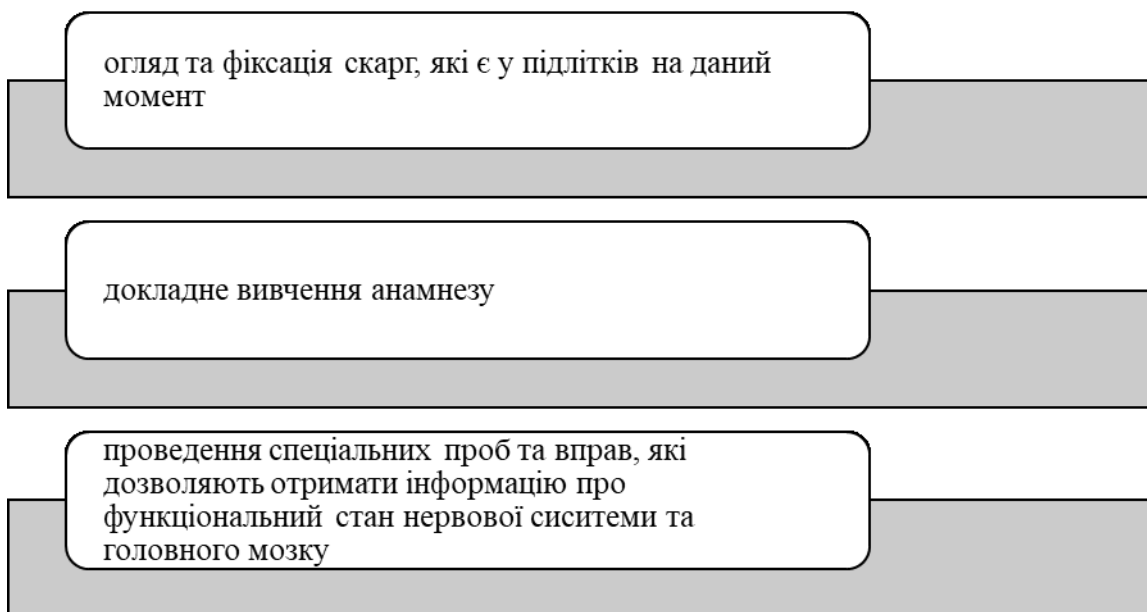 огляд та фіксація скарг, які є у підлітків на даний
момент
докладне вивчення анамнезу
проведення спеціальних проб та вправ, які
дозволяють отримати інформацію про
функціональний стан нервової сиситеми та
головного мозку